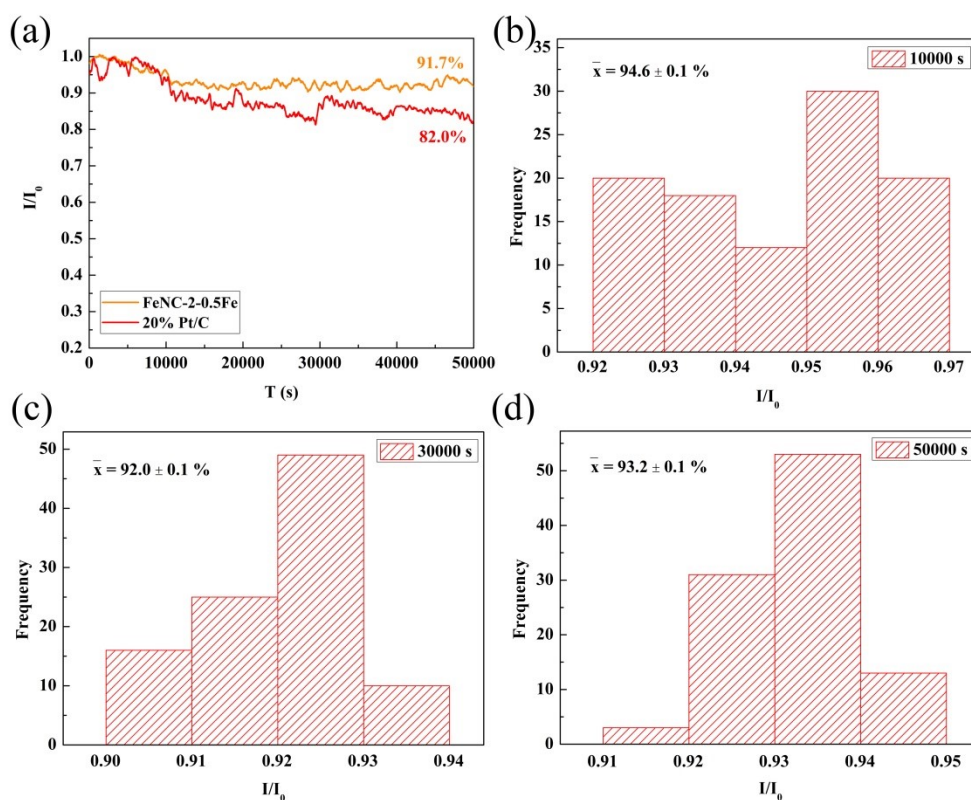 (a)
1.0
0.9
0.8
0.7
0.6
0.5
0.4
0.3
0.2
I/I₀
91.7%
82.0%
FeNC-2-0.5Fe
20% Pt/C
0 10000 20000 30000 40000 50000
T (s)
(b)
35
30
25
20
15
10
5
0
Frequency
x̄ = 94.6 ± 0.1 %
10000 s
0.92 0.93 0.94 0.95 0.96 0.97
I/I₀
(c)
50
40
30
20
10
0
Frequency
x̄ = 92.0 ± 0.1 %
30000 s
0.90 0.91 0.92 0.93 0.94
I/I₀
(d)
50
40
30
20
10
0
Frequency
x̄ = 93.2 ± 0.1 %
50000 s
0.91 0.92 0.93 0.94 0.95
I/I₀